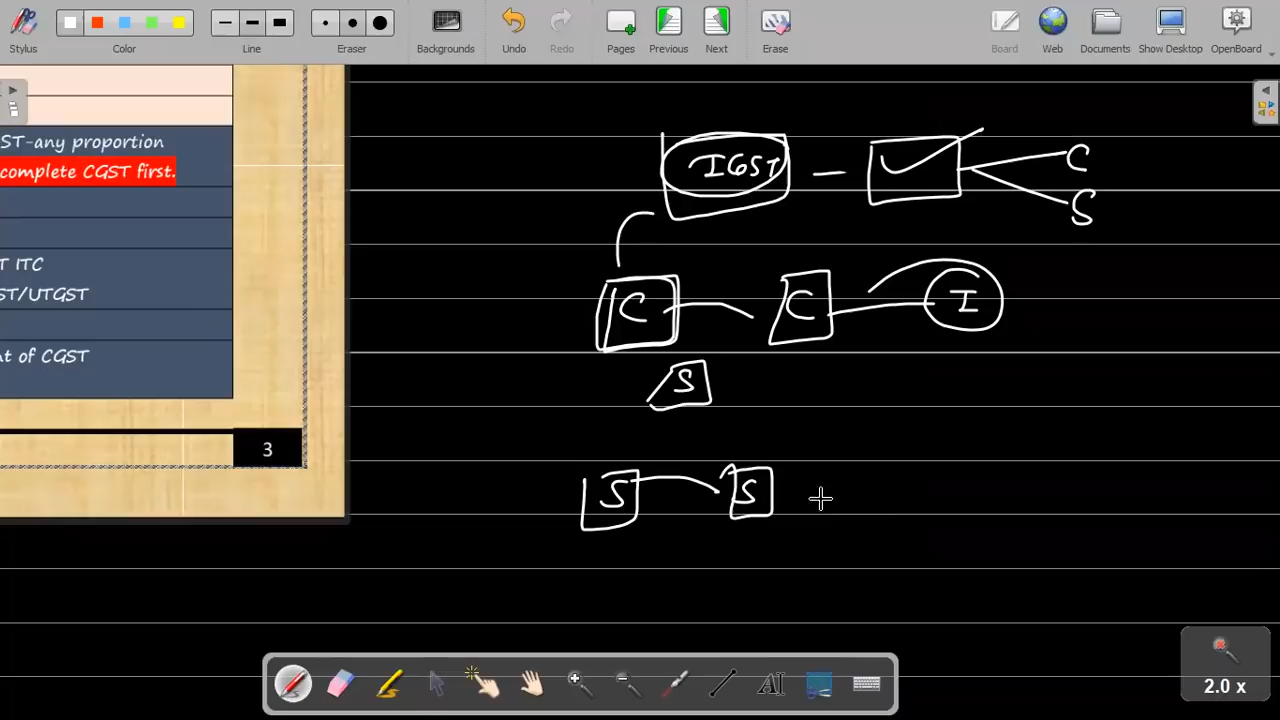 Stylus Color Line Eraser Backgrounds Undo Redo Pages Previous Next Erase Board Web Documents Show Desktop OpenBoard
ST-any proportion
complete CGST first.
T ITC
ST/UTGST
nt of CGST
3
IGST C
S
C C I
S
S S
AI
2.0 x